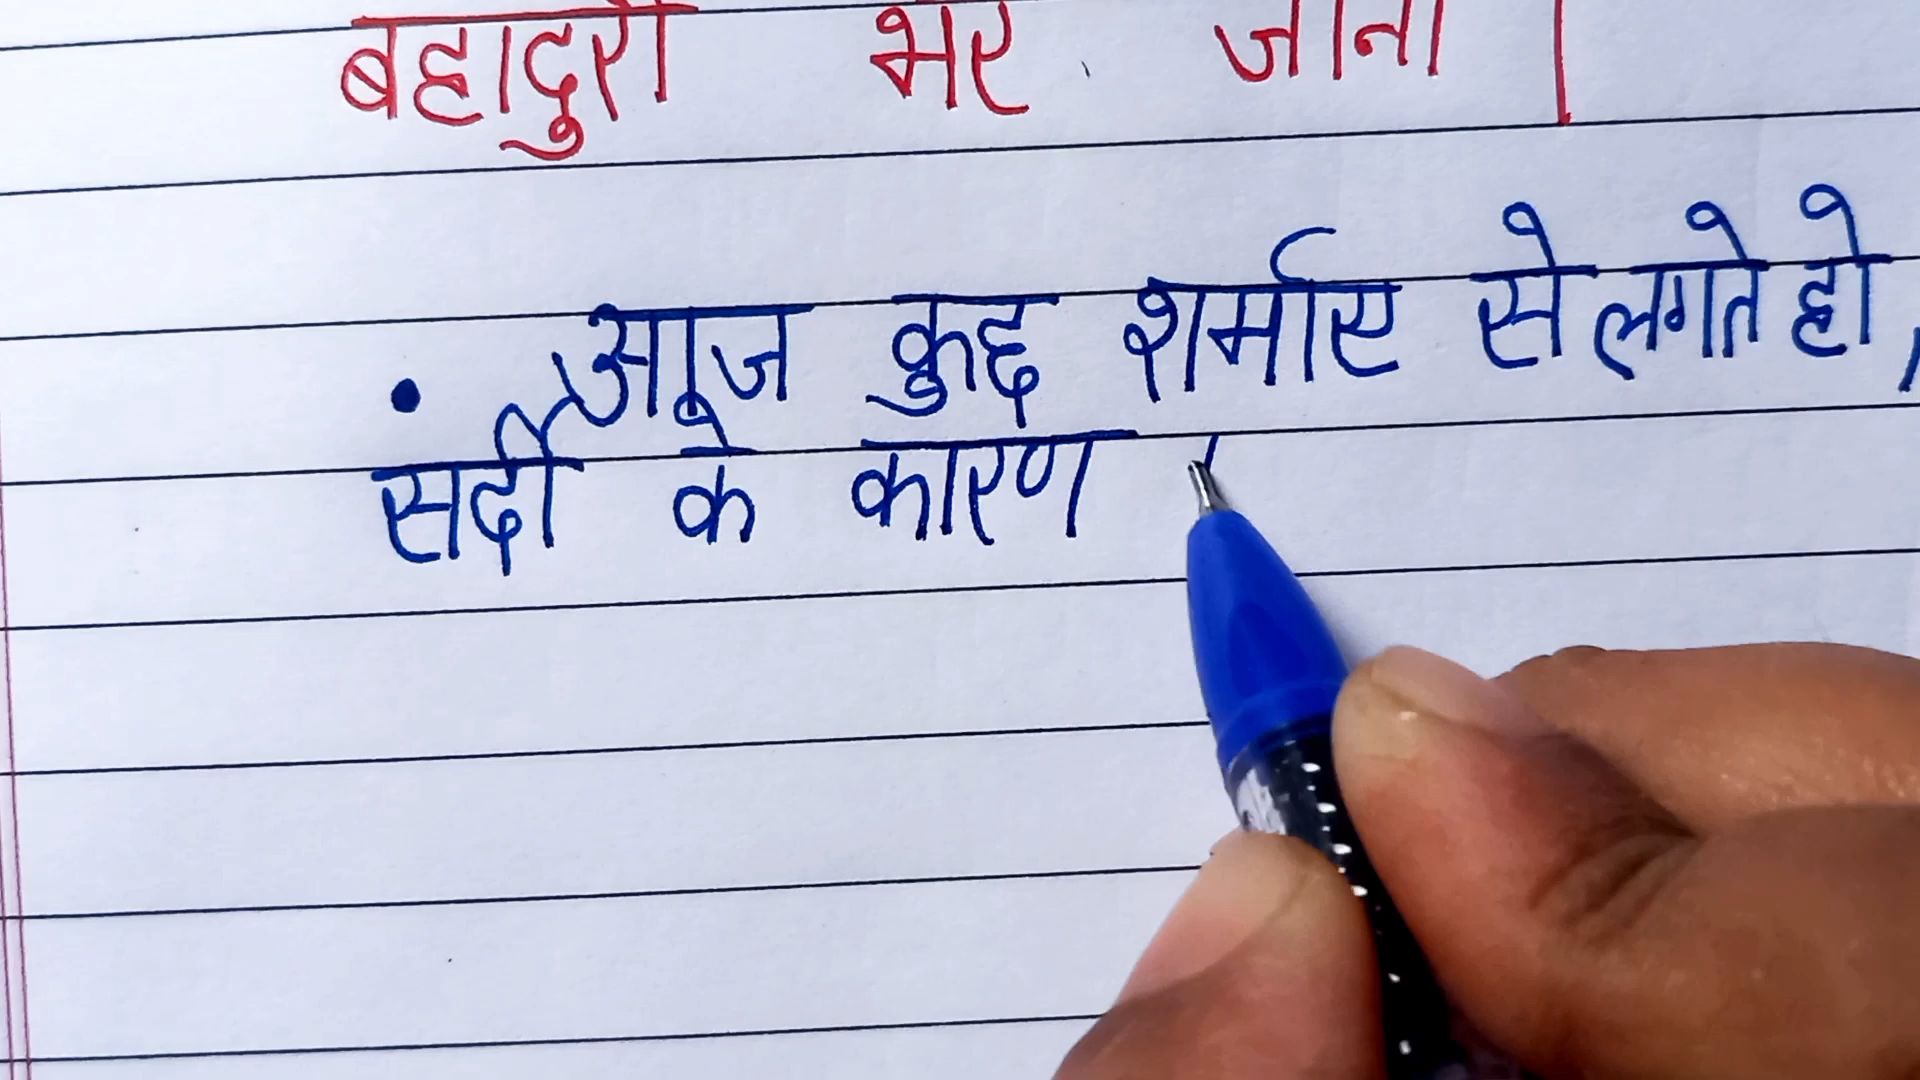 बहादुरी भर जाना।
• आज कुछ शर्माए से लगते हो,
सर्दी के कारण